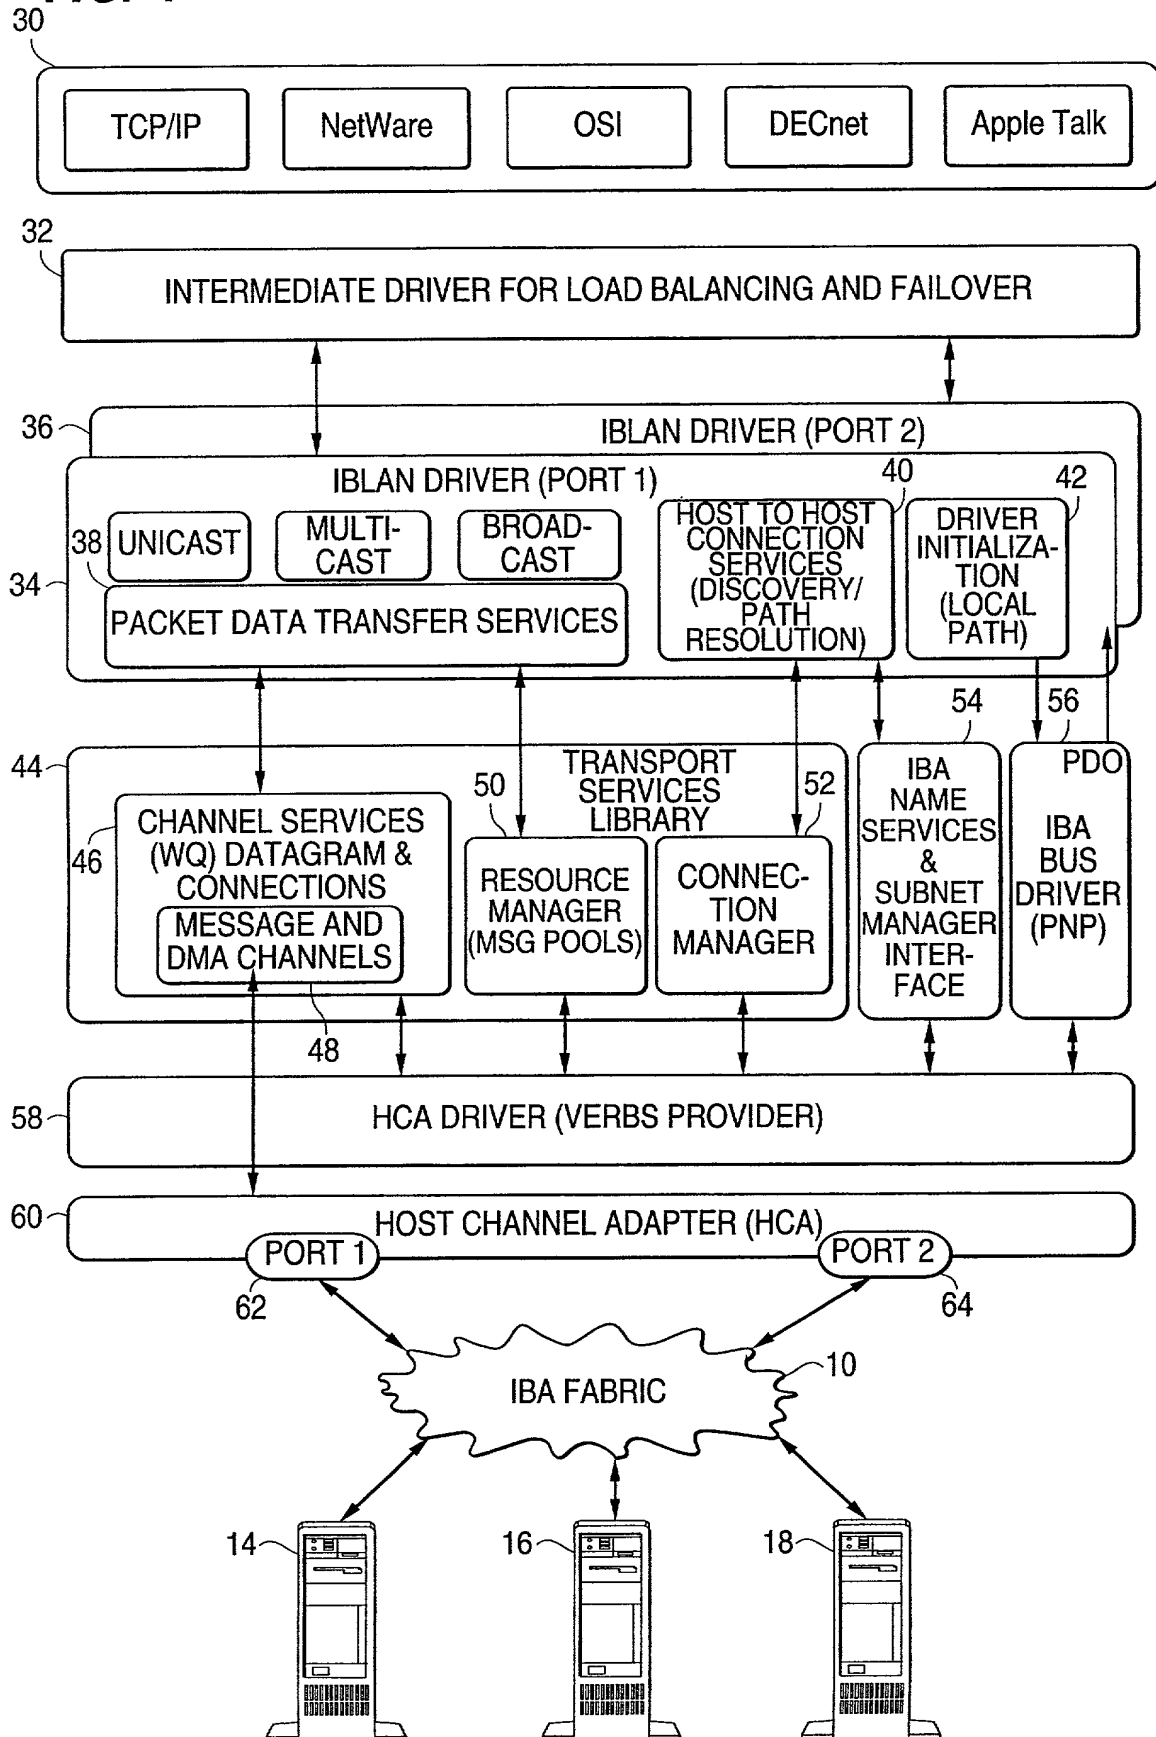 30
TCP/IP
NetWare
OSI
DECnet
Apple Talk
32
INTERMEDIATE DRIVER FOR LOAD BALANCING AND FAILOVER
36
IBLAN DRIVER (PORT 2)
IBLAN DRIVER (PORT 1)
40
42
34
38
UNICAST
MULTI-
CAST
BROAD-
CAST
PACKET DATA TRANSFER SERVICES
HOST TO HOST
CONNECTION
SERVICES
(DISCOVERY/
PATH
RESOLUTION)
DRIVER
INITIALIZA-
TION
(LOCAL
PATH)
44
TRANSPORT
SERVICES
LIBRARY
46
CHANNEL SERVICES
(WQ) DATAGRAM &
CONNECTIONS
MESSAGE AND
DMA CHANNELS
48
50
RESOURCE
MANAGER
(MSG POOLS)
52
CONNEC-
TION
MANAGER
54
IBA
NAME
SERVICES
&
SUBNET
MANAGER
INTER-
FACE
56
PDO
IBA
BUS
DRIVER
(PNP)
58
HCA DRIVER (VERBS PROVIDER)
60
HOST CHANNEL ADAPTER (HCA)
PORT 1
PORT 2
62
64
IBA FABRIC
10
14
16
18